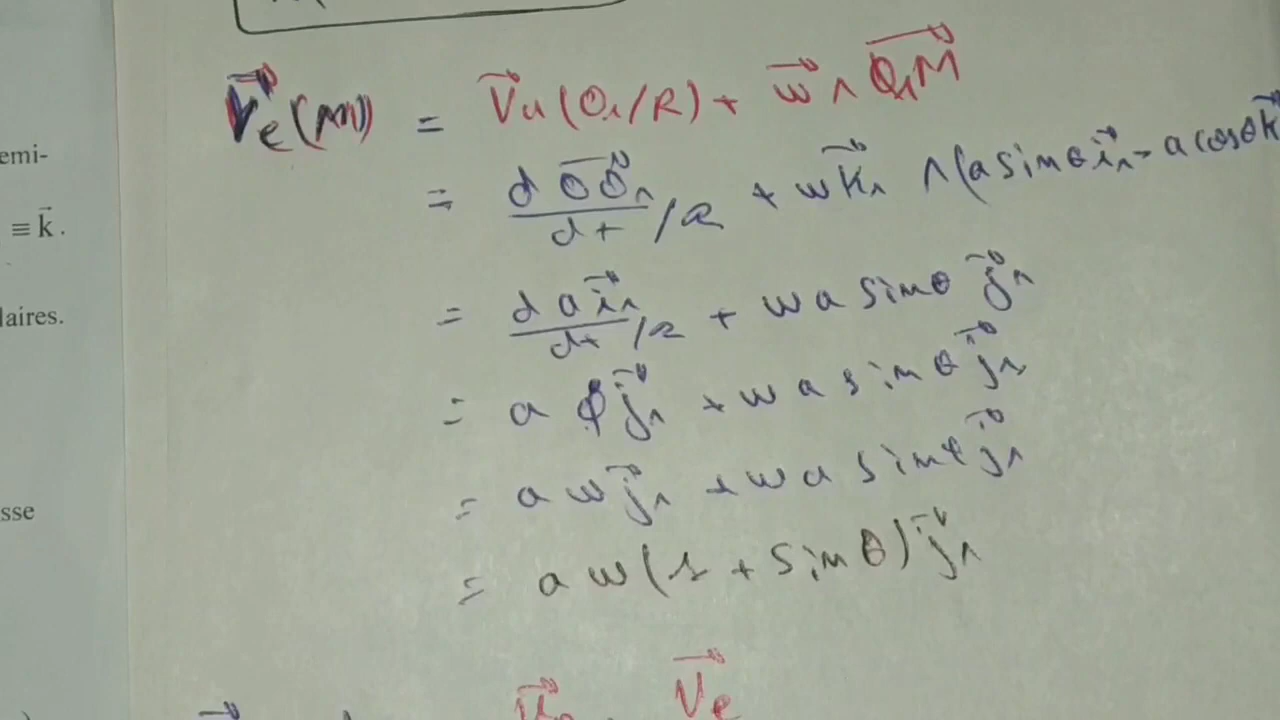 V⃗e(M) = V⃗u(O₁/R) + w⃗ ∧ O₁M⃗
emi-
= dOO⃗₁/dt /R + wk⃗₁ ∧ (a sinθ i⃗₁ - a cosθ k⃗
≡ k⃗.
laires.
= d a i⃗₁/dt /R + w a sinθ j⃗₁
= a φ j⃗₁ + w a sinθ j⃗₁
= a w j⃗₁ + w a sinθ j⃗₁
sse
= a w(1 + sinθ) j⃗₁
V⃗e